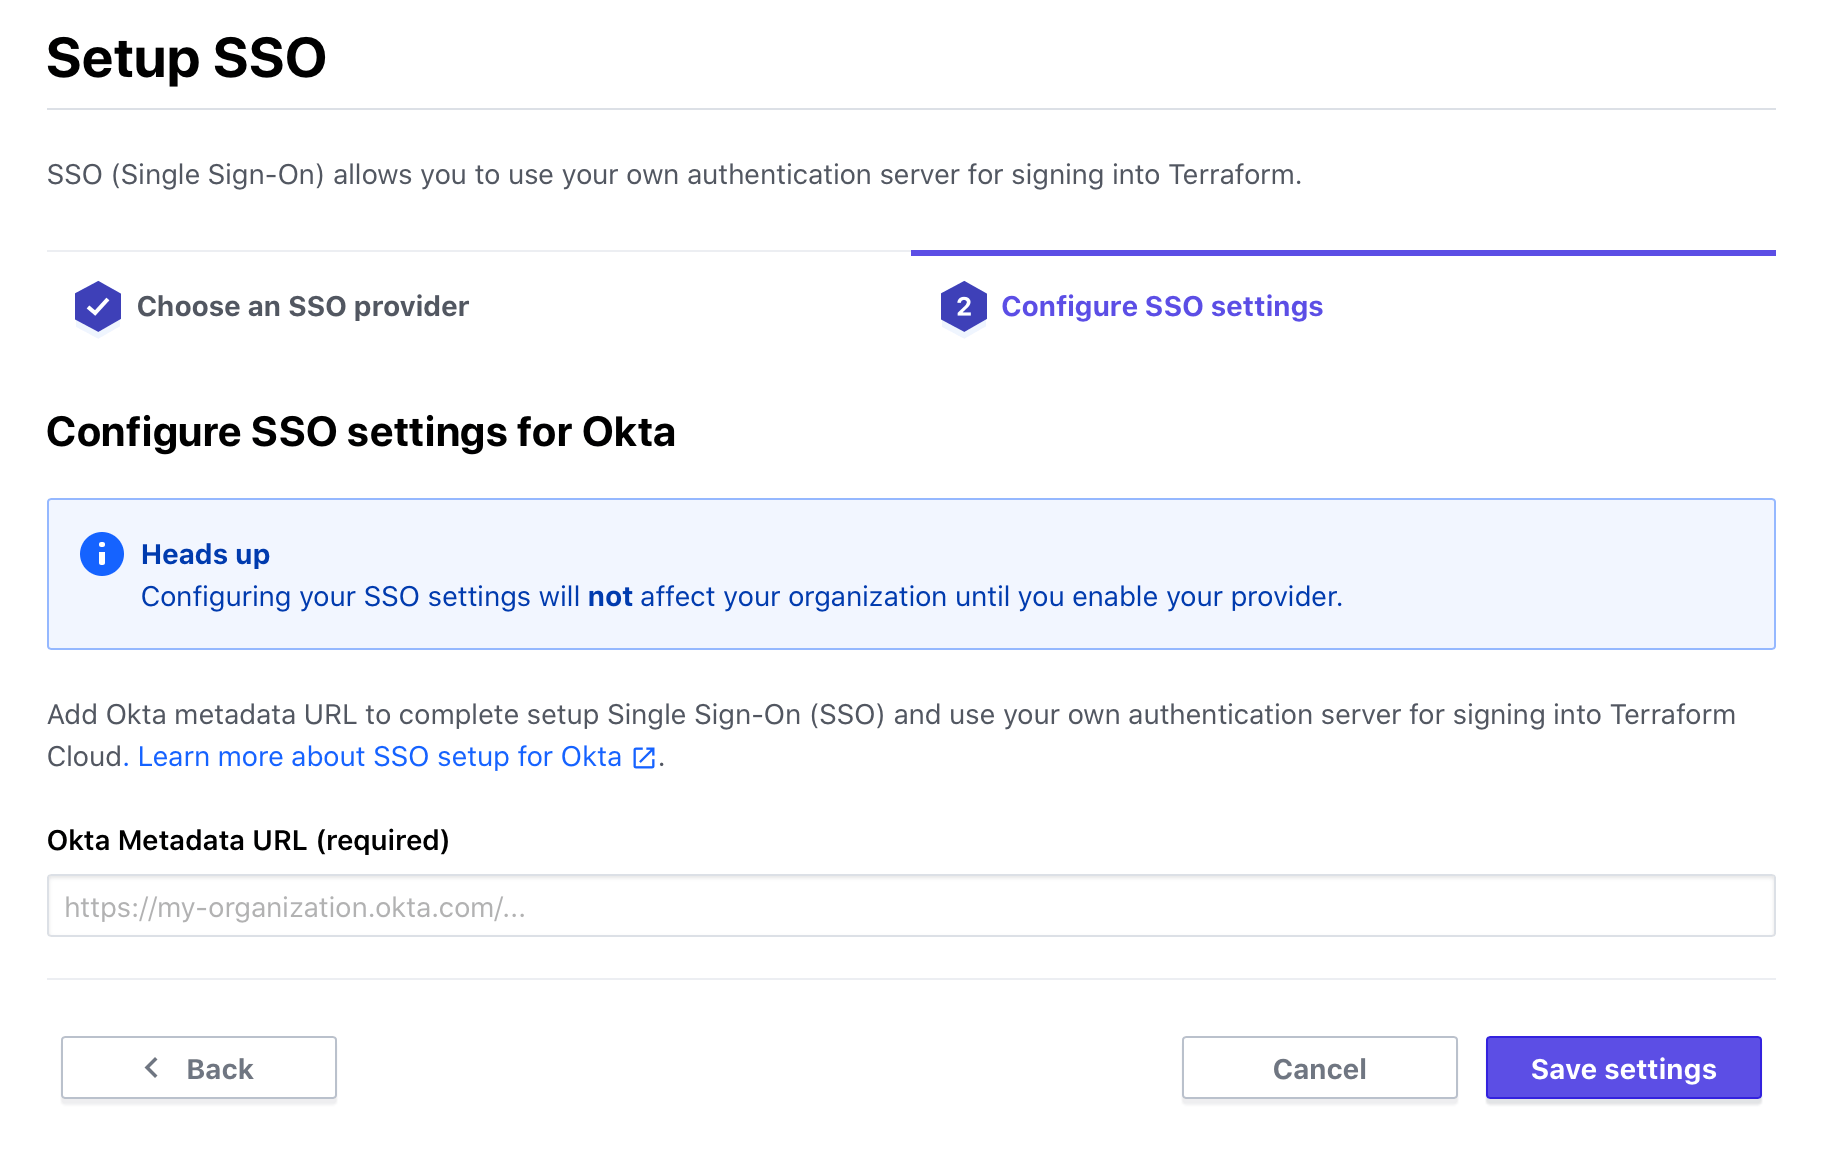 Setup SSO
SSO (Single Sign-On) allows you to use your own authentication server for signing into Terraform.
Choose an SSO provider
2 Configure SSO settings
Configure SSO settings for Okta
Heads up
Configuring your SSO settings will not affect your organization until you enable your provider.
Add Okta metadata URL to complete setup Single Sign-On (SSO) and use your own authentication server for signing into Terraform
Cloud. Learn more about SSO setup for Okta.
Okta Metadata URL (required)
https://my-organization.okta.com/...
Back
Cancel
Save settings